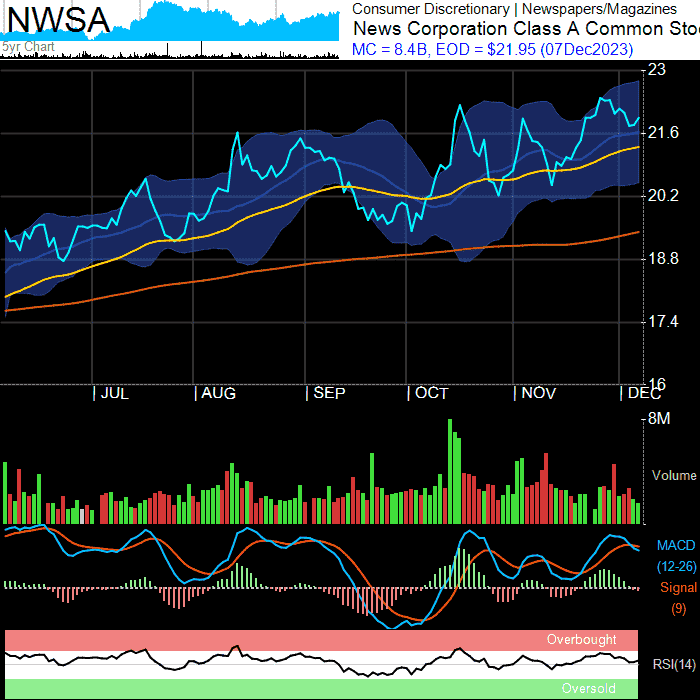 NWSA
5yr Chart
Consumer Discretionary | Newspapers/Magazines
News Corporation Class A Common Sto
MC = 8.4B, EOD = $21.95 (07Dec2023)
23
21.6
20.2
18.8
17.4
16
JUL AUG SEP OCT NOV DEC
8M
Volume
MACD
(12-26)
Signal
(9)
Overbought
RSI(14)
Oversold